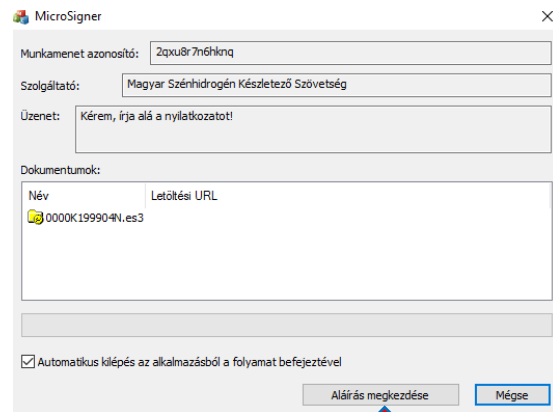 MicroSigner
Munkamenet azonosító: 2qxu8r7n6hknq
Szolgáltató: Magyar Szénhidrogén Készletező Szövetség
Üzenet: Kérem, írja alá a nyilatkozatot!
Dokumentumok:
Név Letöltési URL
0000K199904N.es3
Automatikus kilépés az alkalmazásból a folyamat befejeztével
Aláírás megkezdése Mégse